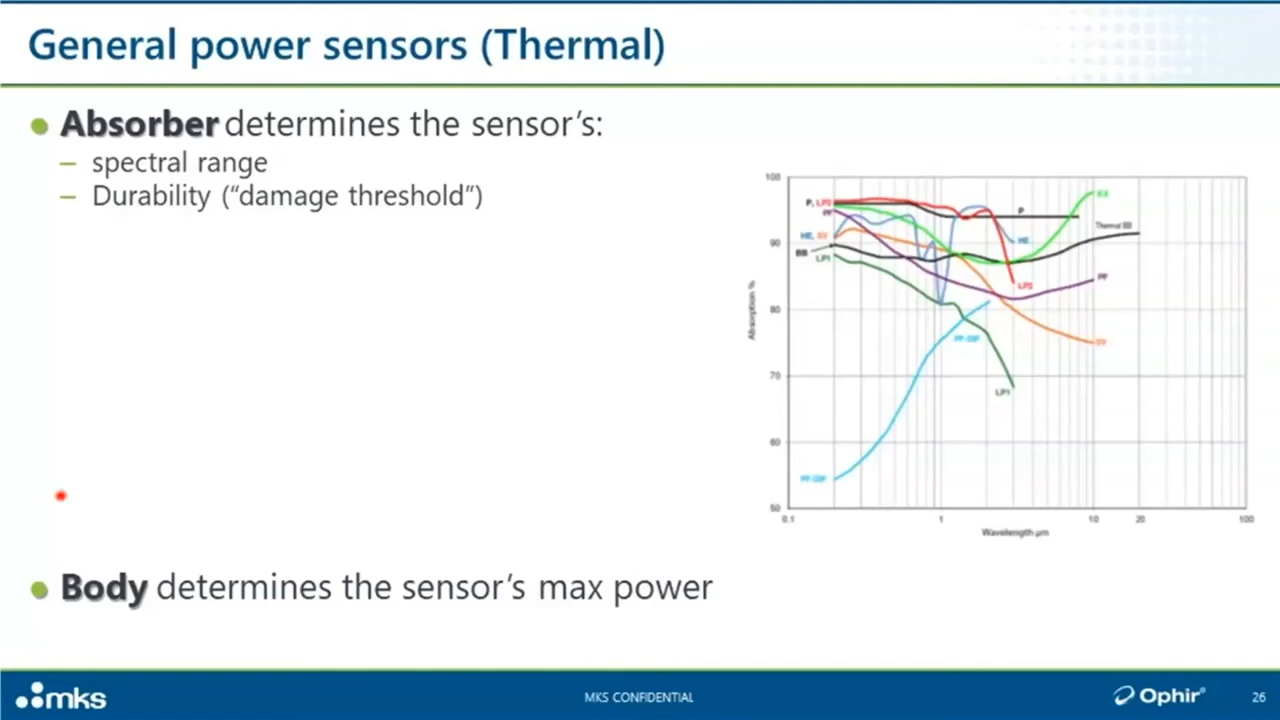 General power sensors (Thermal)
Absorber determines the sensor's:
– spectral range
– Durability ("damage threshold")
100
90
80
70
60
50
Absorption %
P, LP2
PF
HE, SV
BB
LP1
PF-DIF
P
EX
Thermal BB
HE
LP2
PF
PF-DIF
SV
LP1
0.1
1
10
20
100
Wavelength µm
Body determines the sensor's max power
mks
MKS CONFIDENTIAL
Ophir®
26